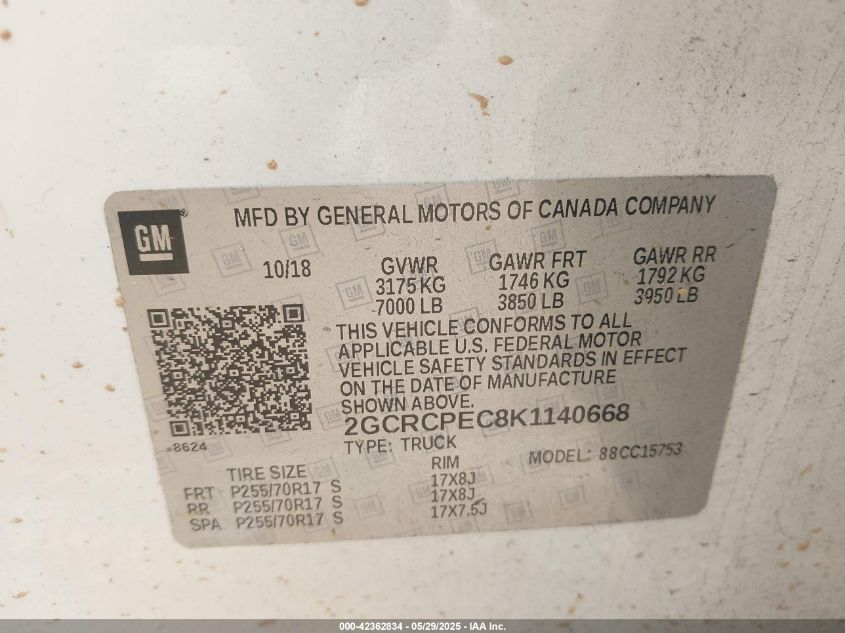 GM
MFD BY GENERAL MOTORS OF CANADA COMPANY
10/18
GVWR
3175 KG
7000 LB
GAWR FRT
1746 KG
3850 LB
GAWR RR
1792 KG
3950 LB
THIS VEHICLE CONFORMS TO ALL
APPLICABLE U.S. FEDERAL MOTOR
VEHICLE SAFETY STANDARDS IN EFFECT
ON THE DATE OF MANUFACTURE
SHOWN ABOVE.
2GCRCPEC8K1140668
8624
TYPE: TRUCK
MODEL: 88CC15753
TIRE SIZE RIM
FRT P255/70R17 S 17X8J
RR P255/70R17 S 17X8J
SPA P255/70R17 S 17X7.5J
000-42362834 - 05/29/2025 - IAA Inc.